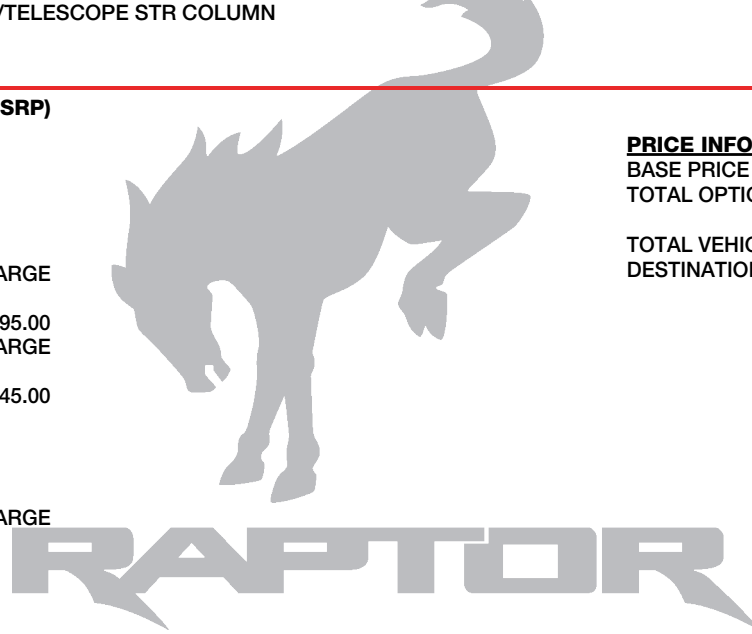 /TELESCOPE STR COLUMN
SRP)
PRICE INFO
BASE PRICE
TOTAL OPTIO
TOTAL VEHIC
DESTINATION
ARGE
95.00
ARGE
45.00
ARGE
RAPTOR